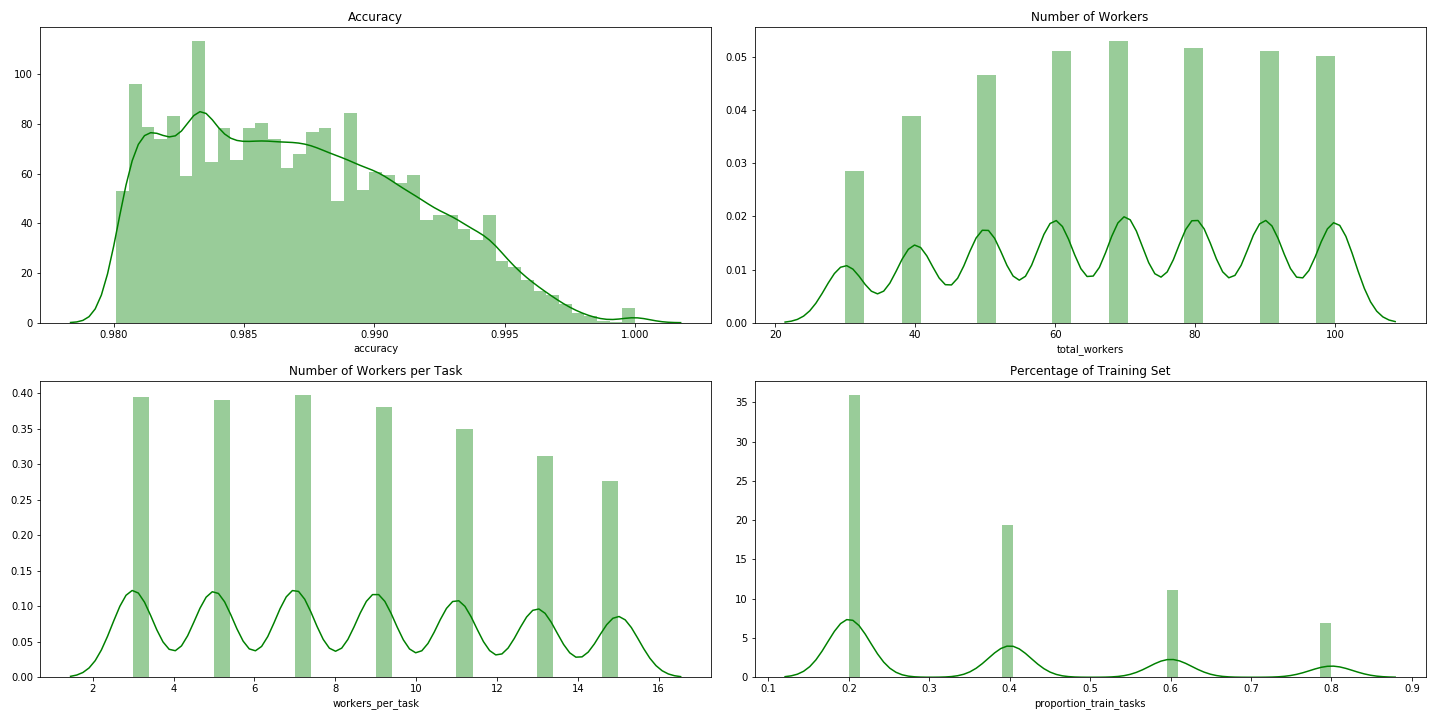 Accuracy
100
80
60
40
20
0
0.980 0.985 0.990 0.995 1.000
accuracy
Number of Workers
0.05
0.04
0.03
0.02
0.01
0.00
20 40 60 80 100
total_workers
Number of Workers per Task
0.40
0.35
0.30
0.25
0.20
0.15
0.10
0.05
0.00
2 4 6 8 10 12 14 16
workers_per_task
Percentage of Training Set
35
30
25
20
15
10
5
0
0.1 0.2 0.3 0.4 0.5 0.6 0.7 0.8 0.9
proportion_train_tasks